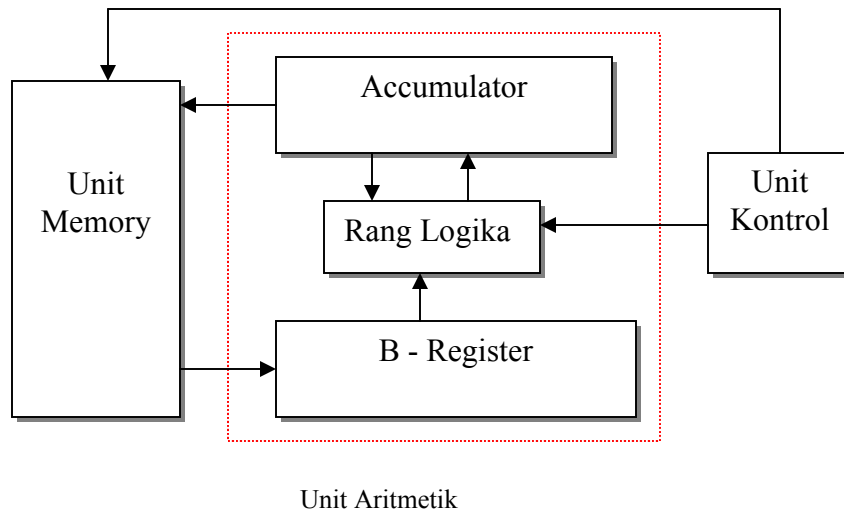 Accumulator
Unit
Memory
Unit
Kontrol
Rang Logika
B - Register
Unit Aritmetik